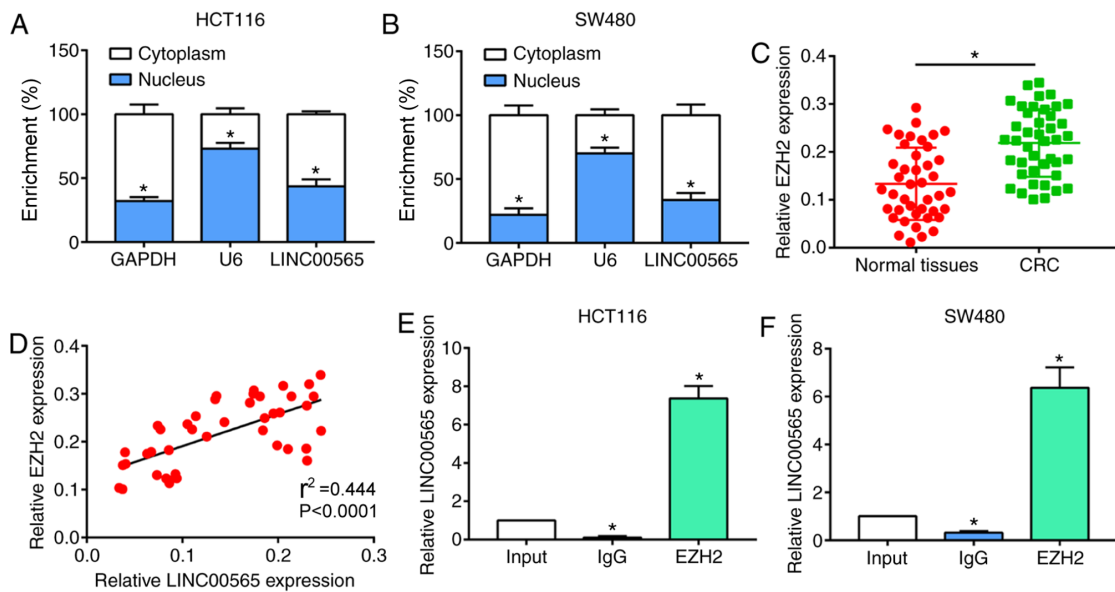 A
HCT116
Enrichment (%)
150
100
50
0
Cytoplasm
Nucleus
*
*
*
GAPDH
U6
LINC00565
B
SW480
Enrichment (%)
150
100
50
0
Cytoplasm
Nucleus
*
*
*
GAPDH
U6
LINC00565
C
Relative EZH2 expression
0.4
0.3
0.2
0.1
0.0
*
Normal tissues
CRC
D
Relative EZH2 expression
0.4
0.3
0.2
0.1
0.0
r²=0.444
P<0.0001
0.0
0.1
0.2
0.3
Relative LINC00565 expression
E
HCT116
Relative LINC00565 expression
10
8
6
4
2
0
*
*
Input
IgG
EZH2
F
SW480
Relative LINC00565 expression
8
6
4
2
0
*
*
Input
IgG
EZH2